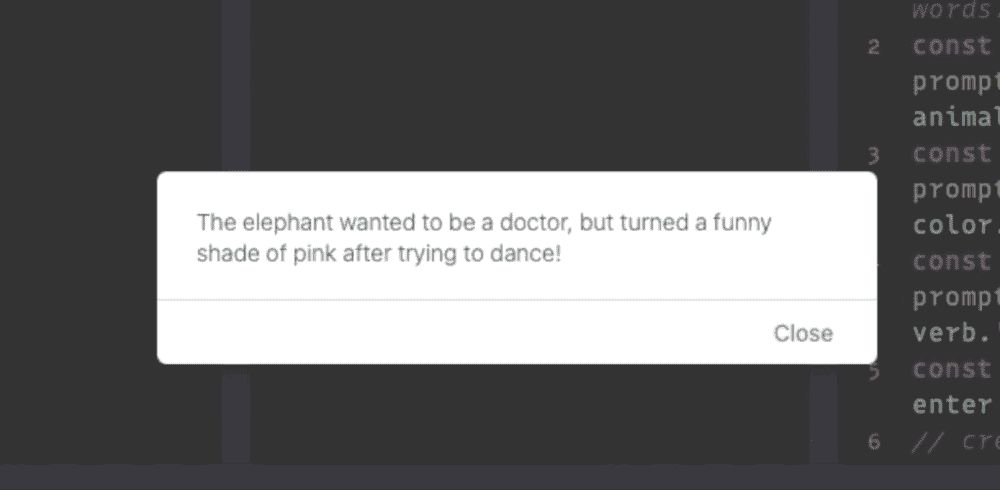 The elephant wanted to be a doctor, but turned a funny
shade of pink after trying to dance!
Close
words.
2 const
prompt
animal
3 const
prompt
color.
const
prompt
verb.
5 const
enter
6 // cre